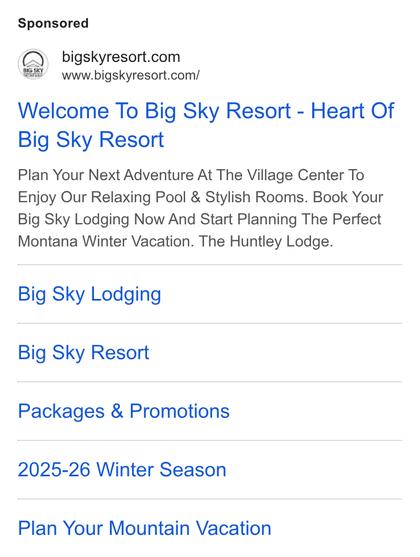 Sponsored
bigskyresort.com
www.bigskyresort.com/
Welcome To Big Sky Resort - Heart Of
Big Sky Resort
Plan Your Next Adventure At The Village Center To
Enjoy Our Relaxing Pool & Stylish Rooms. Book Your
Big Sky Lodging Now And Start Planning The Perfect
Montana Winter Vacation. The Huntley Lodge.
Big Sky Lodging
Big Sky Resort
Packages & Promotions
2025-26 Winter Season
Plan Your Mountain Vacation